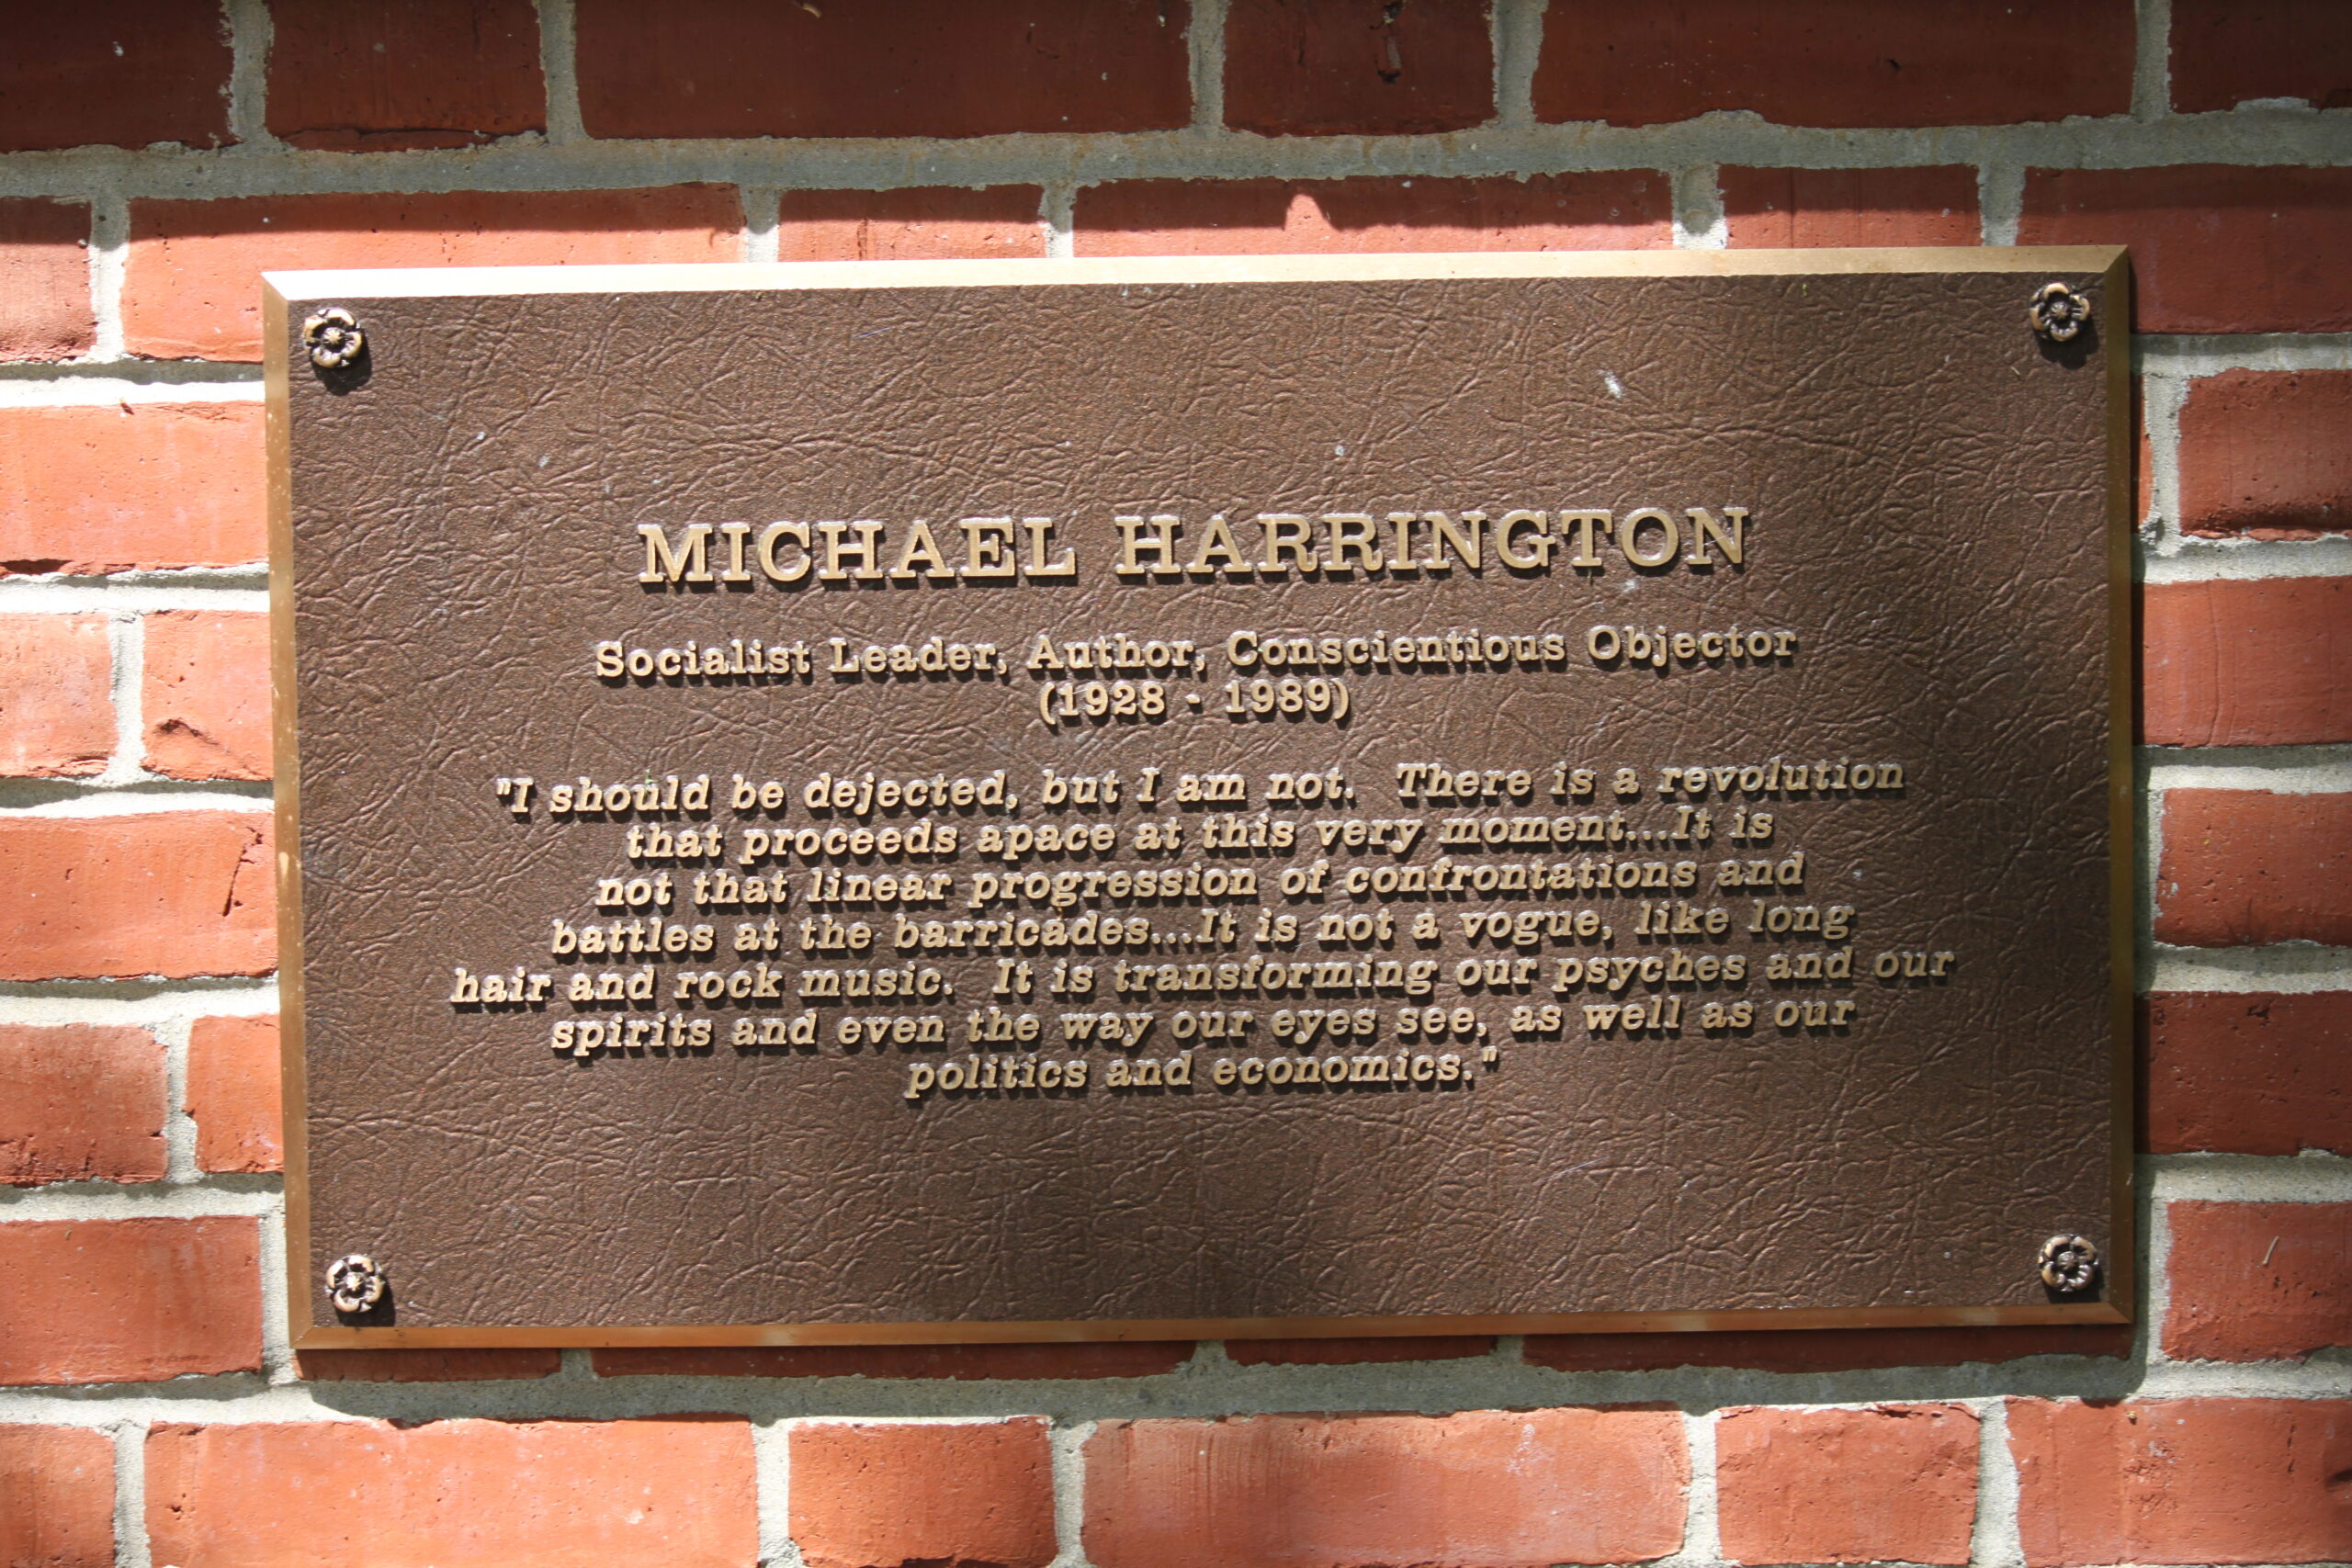 MICHAEL HARRINGTON
Socialist Leader, Author, Conscientious Objector
(1928 - 1989)
"I should be dejected, but I am not. There is a revolution
that proceeds apace at this very moment...It is
not that linear progression of confrontations and
battles at the barricades...It is not a vogue, like long
hair and rock music. It is transforming our psyches and our
spirits and even the way our eyes see, as well as our
politics and economics."